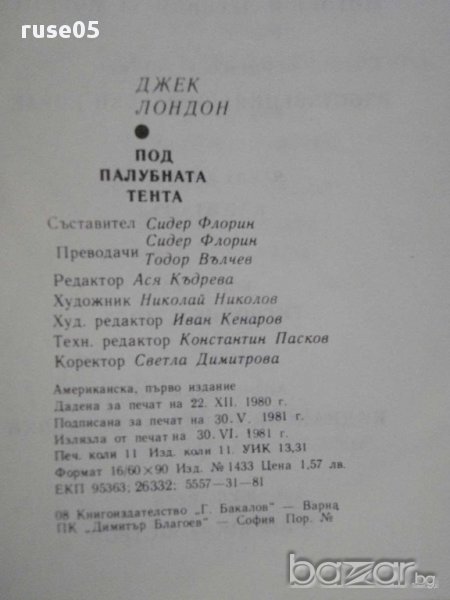 ruse05
ДЖЕК
ЛОНДОН
ПОД
ПАЛУБНАТА
ТЕНТА
Съставител Сидер Флорин
Преводачи Сидер Флорин
Тодор Вълчев
Редактор Ася Къдрева
Художник Николай Николов
Худ. редактор Иван Кенаров
Техн. редактор Константин Пасков
Коректор Светла Димитрова
Американска, първо издание
Дадена за печат на 22. XII. 1980 г.
Подписана за печат на 30. V. 1981 г.
Излязла от печат на 30. VI. 1981 г.
Печ. коли 11 Изд. коли 11. УИК 13,31
Формат 16/60×90 Изд. №1433 Цена 1,57 лв.
ЕКП 95363; 26332; 5557—31—81
08 Книгоиздателство „Г. Бакалов" — Варна
ПК „Димитър Благоев" — София Пор. №
bazar.bg